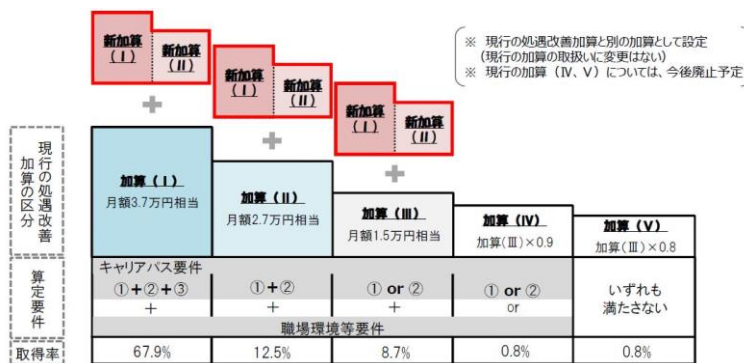 新加算
(Ⅰ)
新加算
(Ⅱ)
新加算
(Ⅰ)
新加算
(Ⅱ)
新加算
(Ⅰ)
新加算
(Ⅱ)
※ 現行の処遇改善加算と別の加算として設定
(現行の加算の取扱いに変更はない)
※ 現行の加算(Ⅳ、Ⅴ)については、今後廃止予定
+
+
+
現行の処遇改善
加算の区分
加算(Ⅰ)
月額3.7万円相当
加算(Ⅱ)
月額2.7万円相当
加算(Ⅲ)
月額1.5万円相当
加算(Ⅳ)
加算(Ⅲ)×0.9
加算(Ⅴ)
加算(Ⅲ)×0.8
算定要件
キャリアパス要件
①+②+③
①+②
① or ②
① or ②
+
+
+
or
職場環境等要件
いずれも
満たさない
取得率
67.9%
12.5%
8.7%
0.8%
0.8%